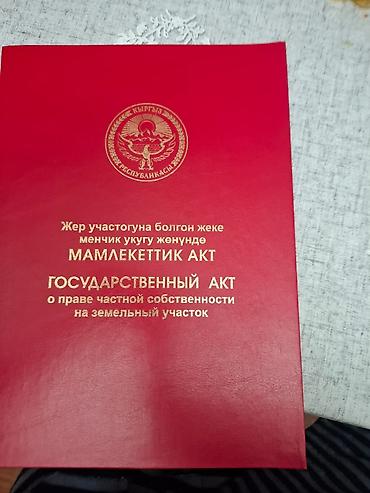 КЫРГЫЗ
РЕСПУБЛИКАСЫ
Жер участогуна болгон жеке
менчик укугу жөнүндө
МАМЛЕКЕТТИК АКТ
ГОСУДАРСТВЕННЫЙ АКТ
о праве частной собственности
на земельный участок